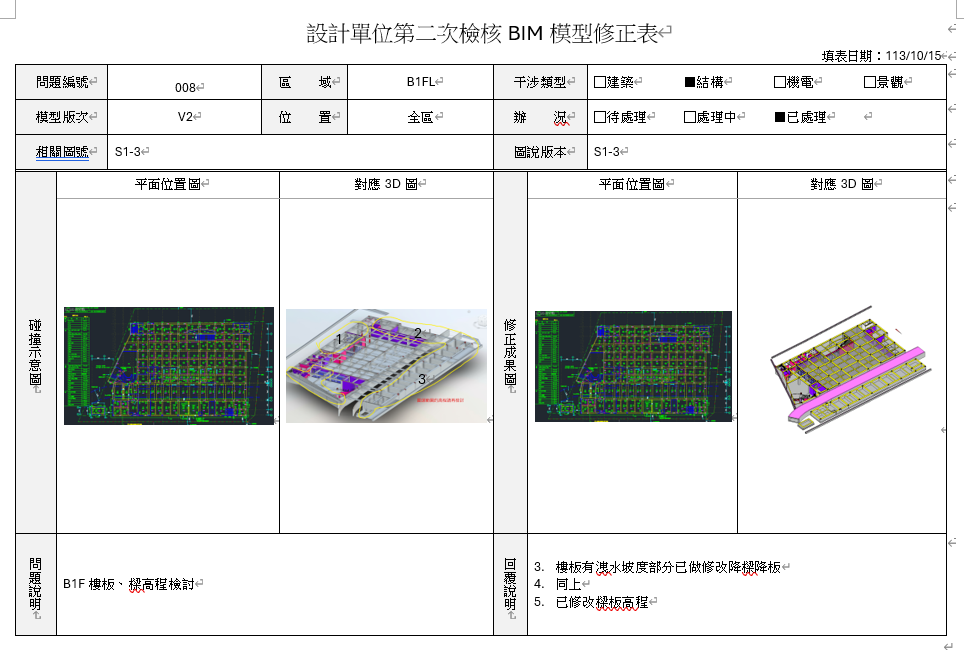 設計單位第二次檢核 BIM 模型修正表
填表日期：113/10/15
問題編號 008 區 域 B1FL 干涉類型 □建築 ■結構 □機電 □景觀
模型版次 V2 位 置 全區 辦 況 □待處理 □處理中 ■已處理
相關圖號 S1-3 圖說版本 S1-3
碰撞示意圖
平面位置圖
對應 3D 圖
1
2
3
修正成果圖
平面位置圖
對應 3D 圖
問題說明
B1F 樓板、樑高程檢討
回覆說明
3. 樓板有洩水坡度部分已做修改降樑降板
4. 同上
5. 已修改樑板高程